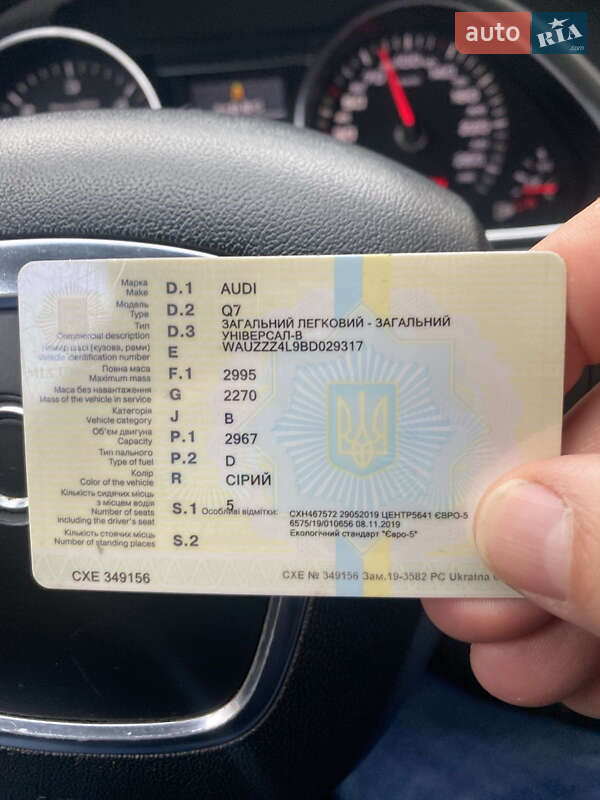 auto RIA.com
Марка
Make D.1 AUDI
Модель
Type D.2 Q7
Тип
Commercial description D.3 ЗАГАЛЬНИЙ ЛЕГКОВИЙ - ЗАГАЛЬНИЙ
УНІВЕРСАЛ-В
Номер шасі (кузова, рами)
Vehicle identification number E WAUZZZ4L9BD029317
Повна маса
Maximum mass F.1 2995
Маса без навантаження
Mass of the vehicle in service G 2270
Категорія
Vehicle category J B
Об'єм двигуна
Capacity P.1 2967
Тип пального
Type of fuel P.2 D
Колір
Color of the vehicle R СІРИЙ
Кількість сидячих місць
з місцем водія
Number of seats
including the driver's seat S.1 5
Особливі відмітки: CXH467572 29052019 ЦЕНТР5641 ЄВРО-5
6575/19/010656 08.11.2019
Екологічний стандарт "Євро-5"
Кількість стоячих місць
Number of standing places S.2
CXE 349156
CXE № 349156 Зам.19-3582 PC Ukraina